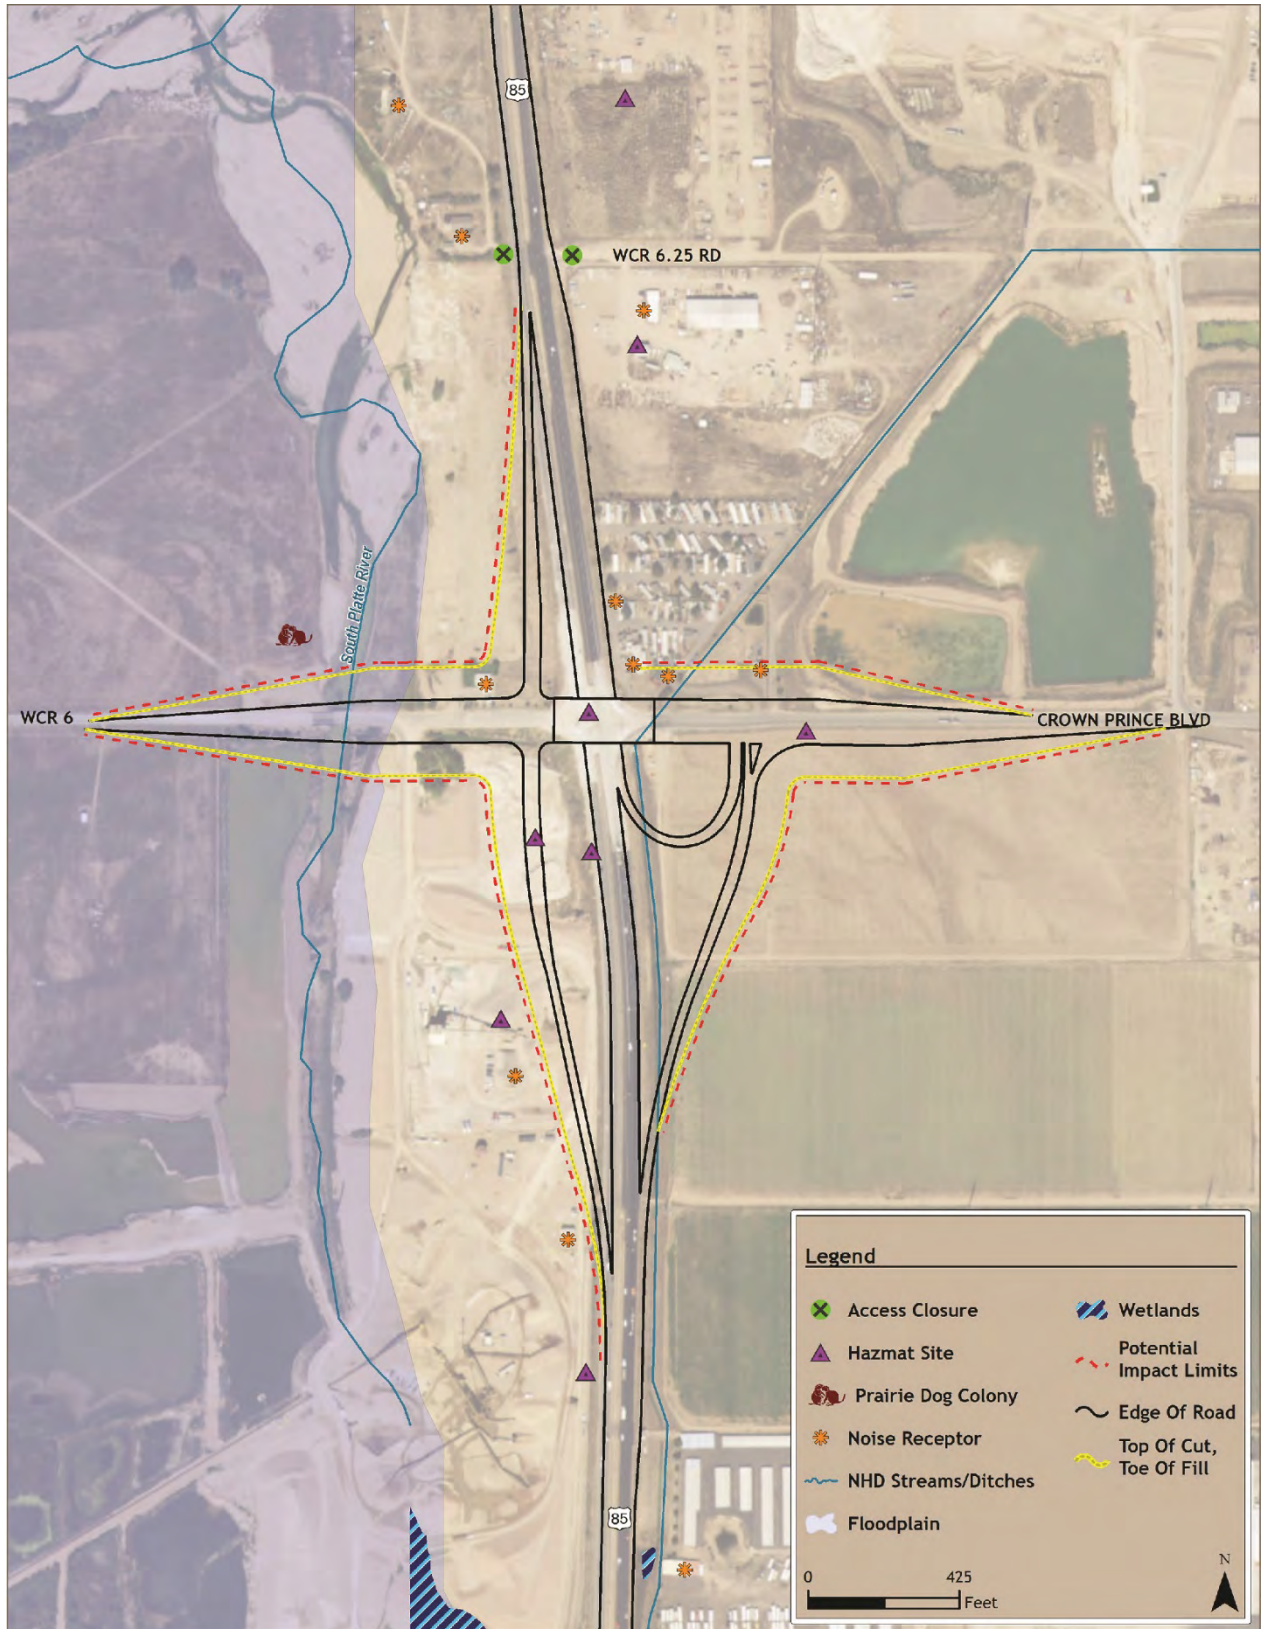 85
WCR 6.25 RD
South Platte River
WCR 6
CROWN PRINCE BLVD
Legend
Access Closure
Hazmat Site
Prairie Dog Colony
Noise Receptor
NHD Streams/Ditches
Floodplain
Wetlands
Potential
Impact Limits
Edge Of Road
Top Of Cut,
Toe Of Fill
0 425
Feet
N
85